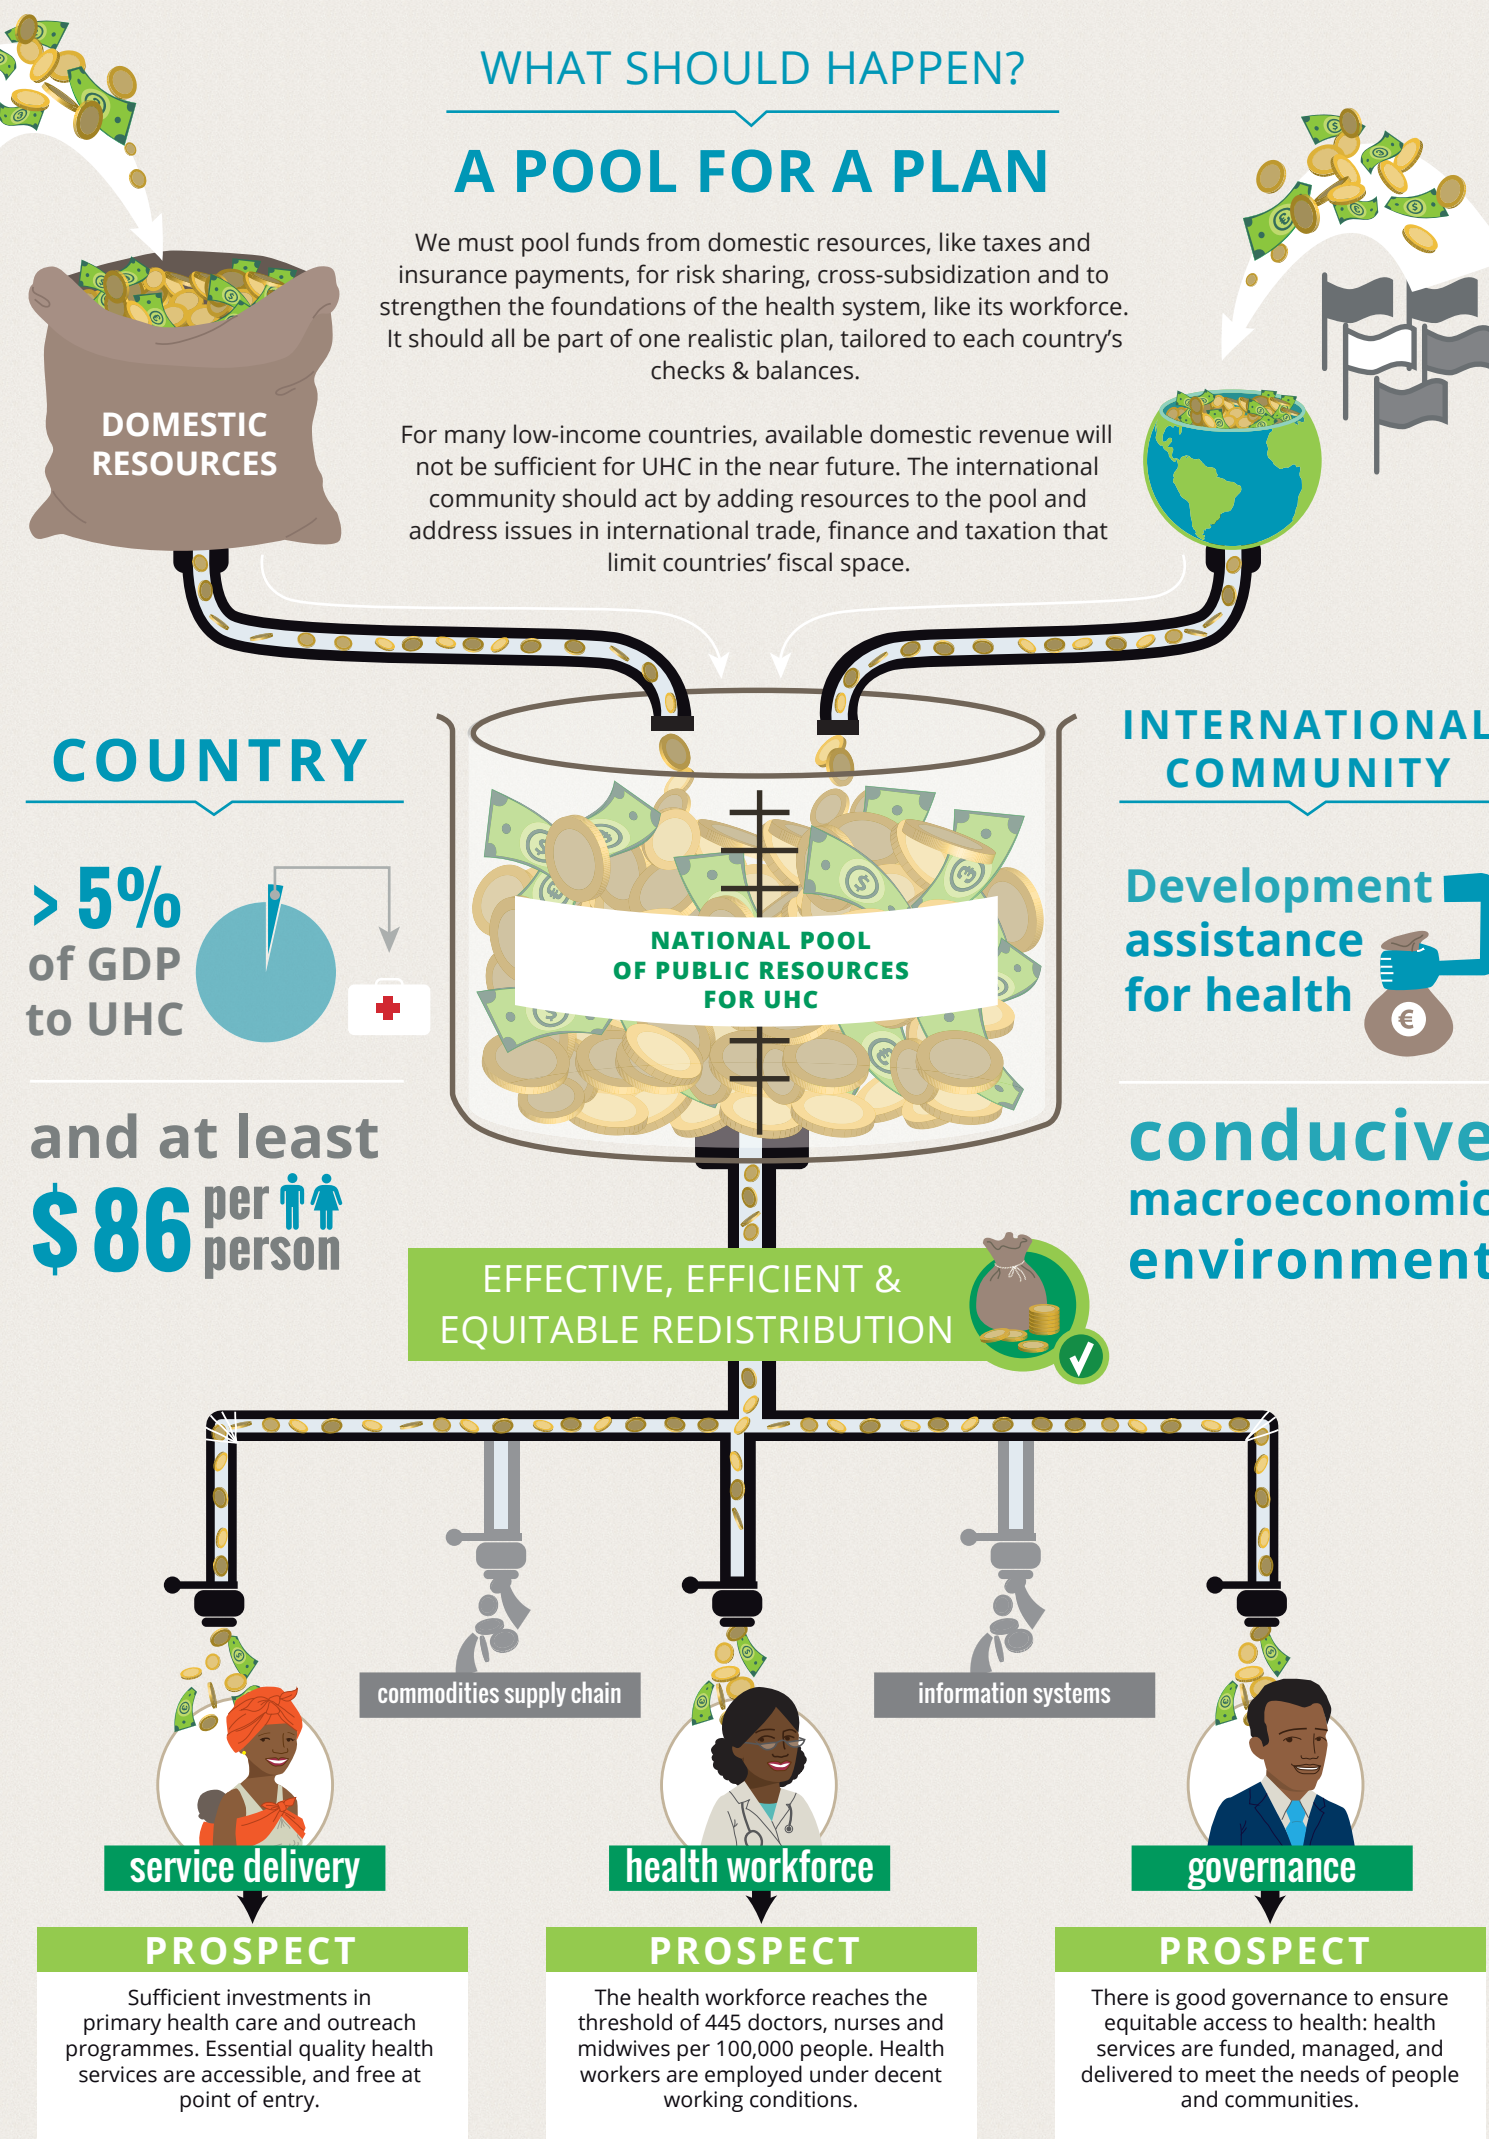 WHAT SHOULD HAPPEN?
A POOL FOR A PLAN
We must pool funds from domestic resources, like taxes and
insurance payments, for risk sharing, cross-subsidization and to
strengthen the foundations of the health system, like its workforce.
It should all be part of one realistic plan, tailored to each country's
checks & balances.
For many low-income countries, available domestic revenue will
not be sufficient for UHC in the near future. The international
community should act by adding resources to the pool and
address issues in international trade, finance and taxation that
limit countries' fiscal space.
DOMESTIC
RESOURCES
COUNTRY
> 5%
of GDP
to UHC
and at least
$ 86 per
person
NATIONAL POOL
OF PUBLIC RESOURCES
FOR UHC
INTERNATIONAL
COMMUNITY
Development
assistance
for health
€
conducive
macroeconomic
environment
EFFECTIVE, EFFICIENT &
EQUITABLE REDISTRIBUTION
commodities supply chain
information systems
service delivery
health workforce
governance
PROSPECT
Sufficient investments in
primary health care and outreach
programmes. Essential quality health
services are accessible, and free at
point of entry.
PROSPECT
The health workforce reaches the
threshold of 445 doctors, nurses and
midwives per 100,000 people. Health
workers are employed under decent
working conditions.
PROSPECT
There is good governance to ensure
equitable access to health: health
services are funded, managed, and
delivered to meet the needs of people
and communities.